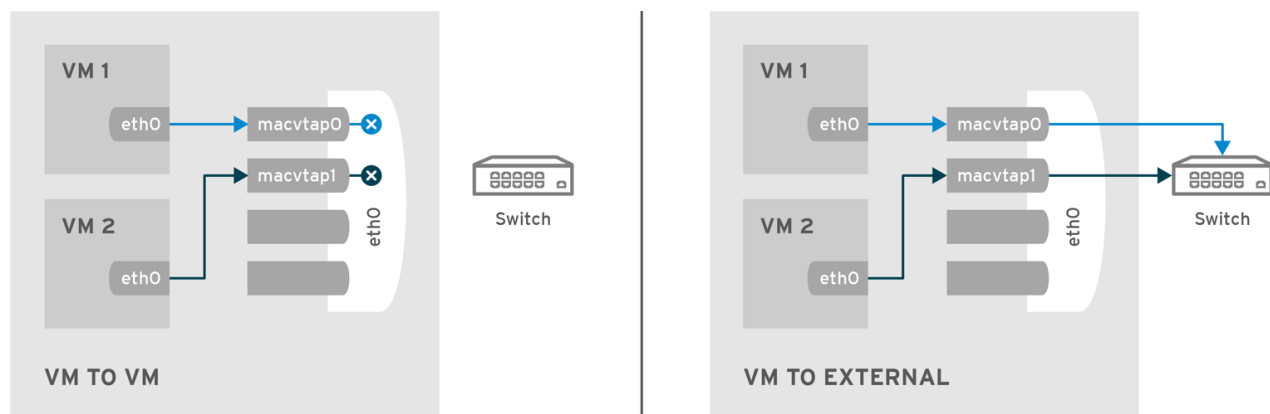 VM 1
eth0
macvtap0
macvtap1
VM 2
eth0
eth0
Switch
VM TO VM
VM 1
eth0
macvtap0
macvtap1
VM 2
eth0
eth0
Switch
VM TO EXTERNAL